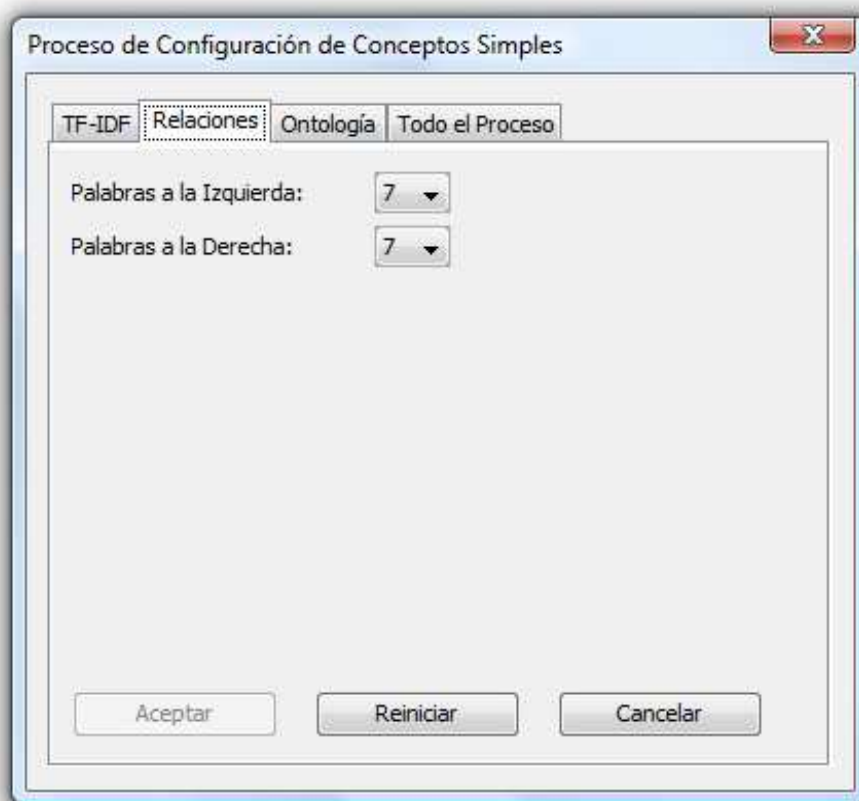 Proceso de Configuración de Conceptos Simples
TF-IDF Relaciones Ontología Todo el Proceso
Palabras a la Izquierda: 7
Palabras a la Derecha: 7
Aceptar Reiniciar Cancelar